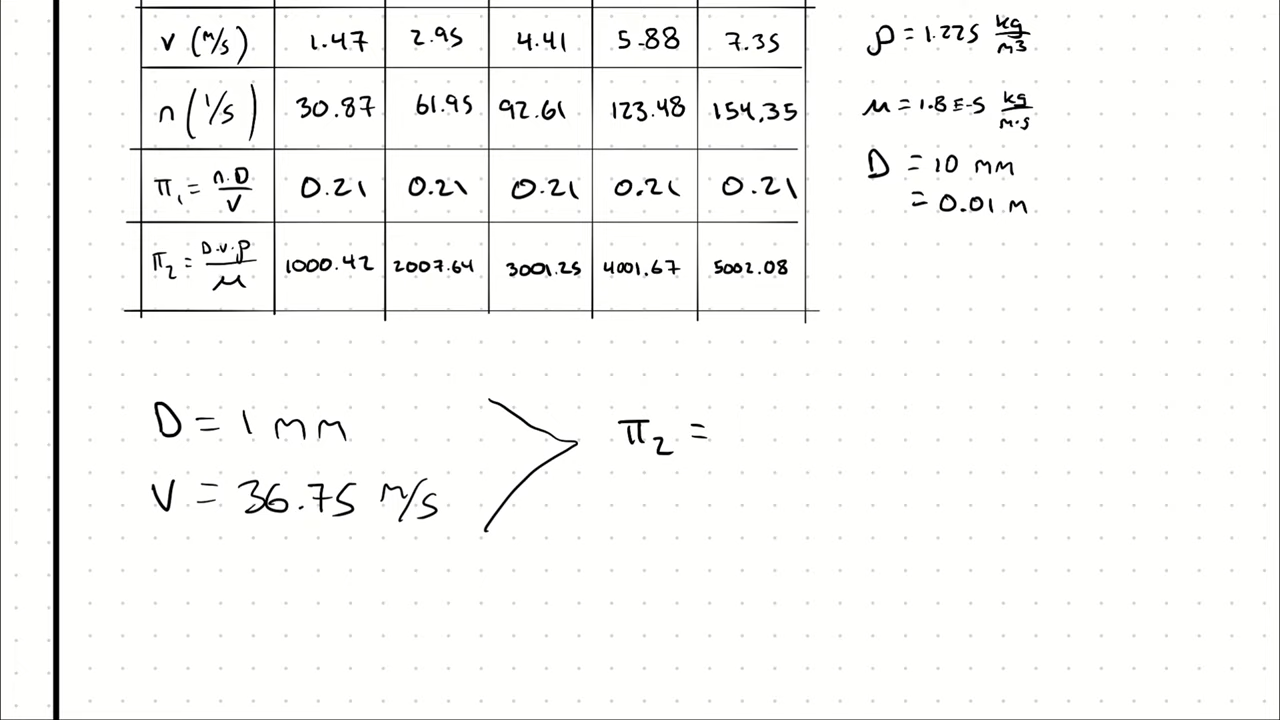 v (m/s) 1.47 2.95 4.41 5.88 7.35
n (1/s) 30.87 61.95 92.61 123.48 154.35
π₁ = n.D/v 0.21 0.21 0.21 0.21 0.21
π₂ = D.v.ρ/μ 1000.42 2007.64 3001.25 4001.67 5002.08
ρ = 1.225 kg/m³
μ = 1.8 E-5 kg/m·s
D = 10 mm
= 0.01 m
D = 1 mm
V = 36.75 m/s
π₂ =